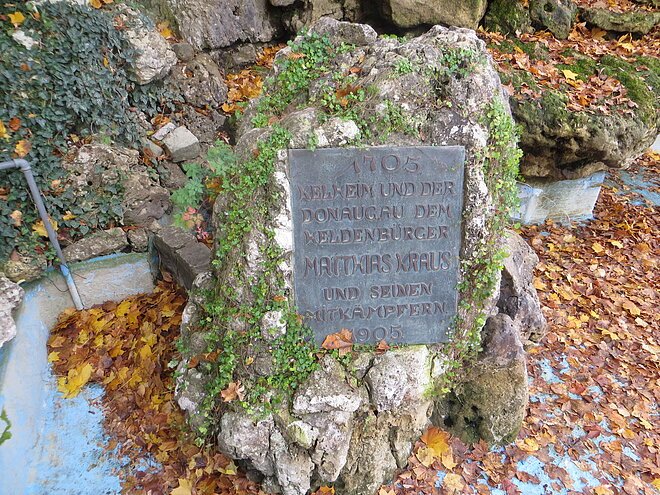 1705
KELHEIM UND DER
DONAUGAU DEM
HELDENBÜRGER
MATTHIAS KRAUS
UND SEINEN
MITKÄMPFERN.
1905.